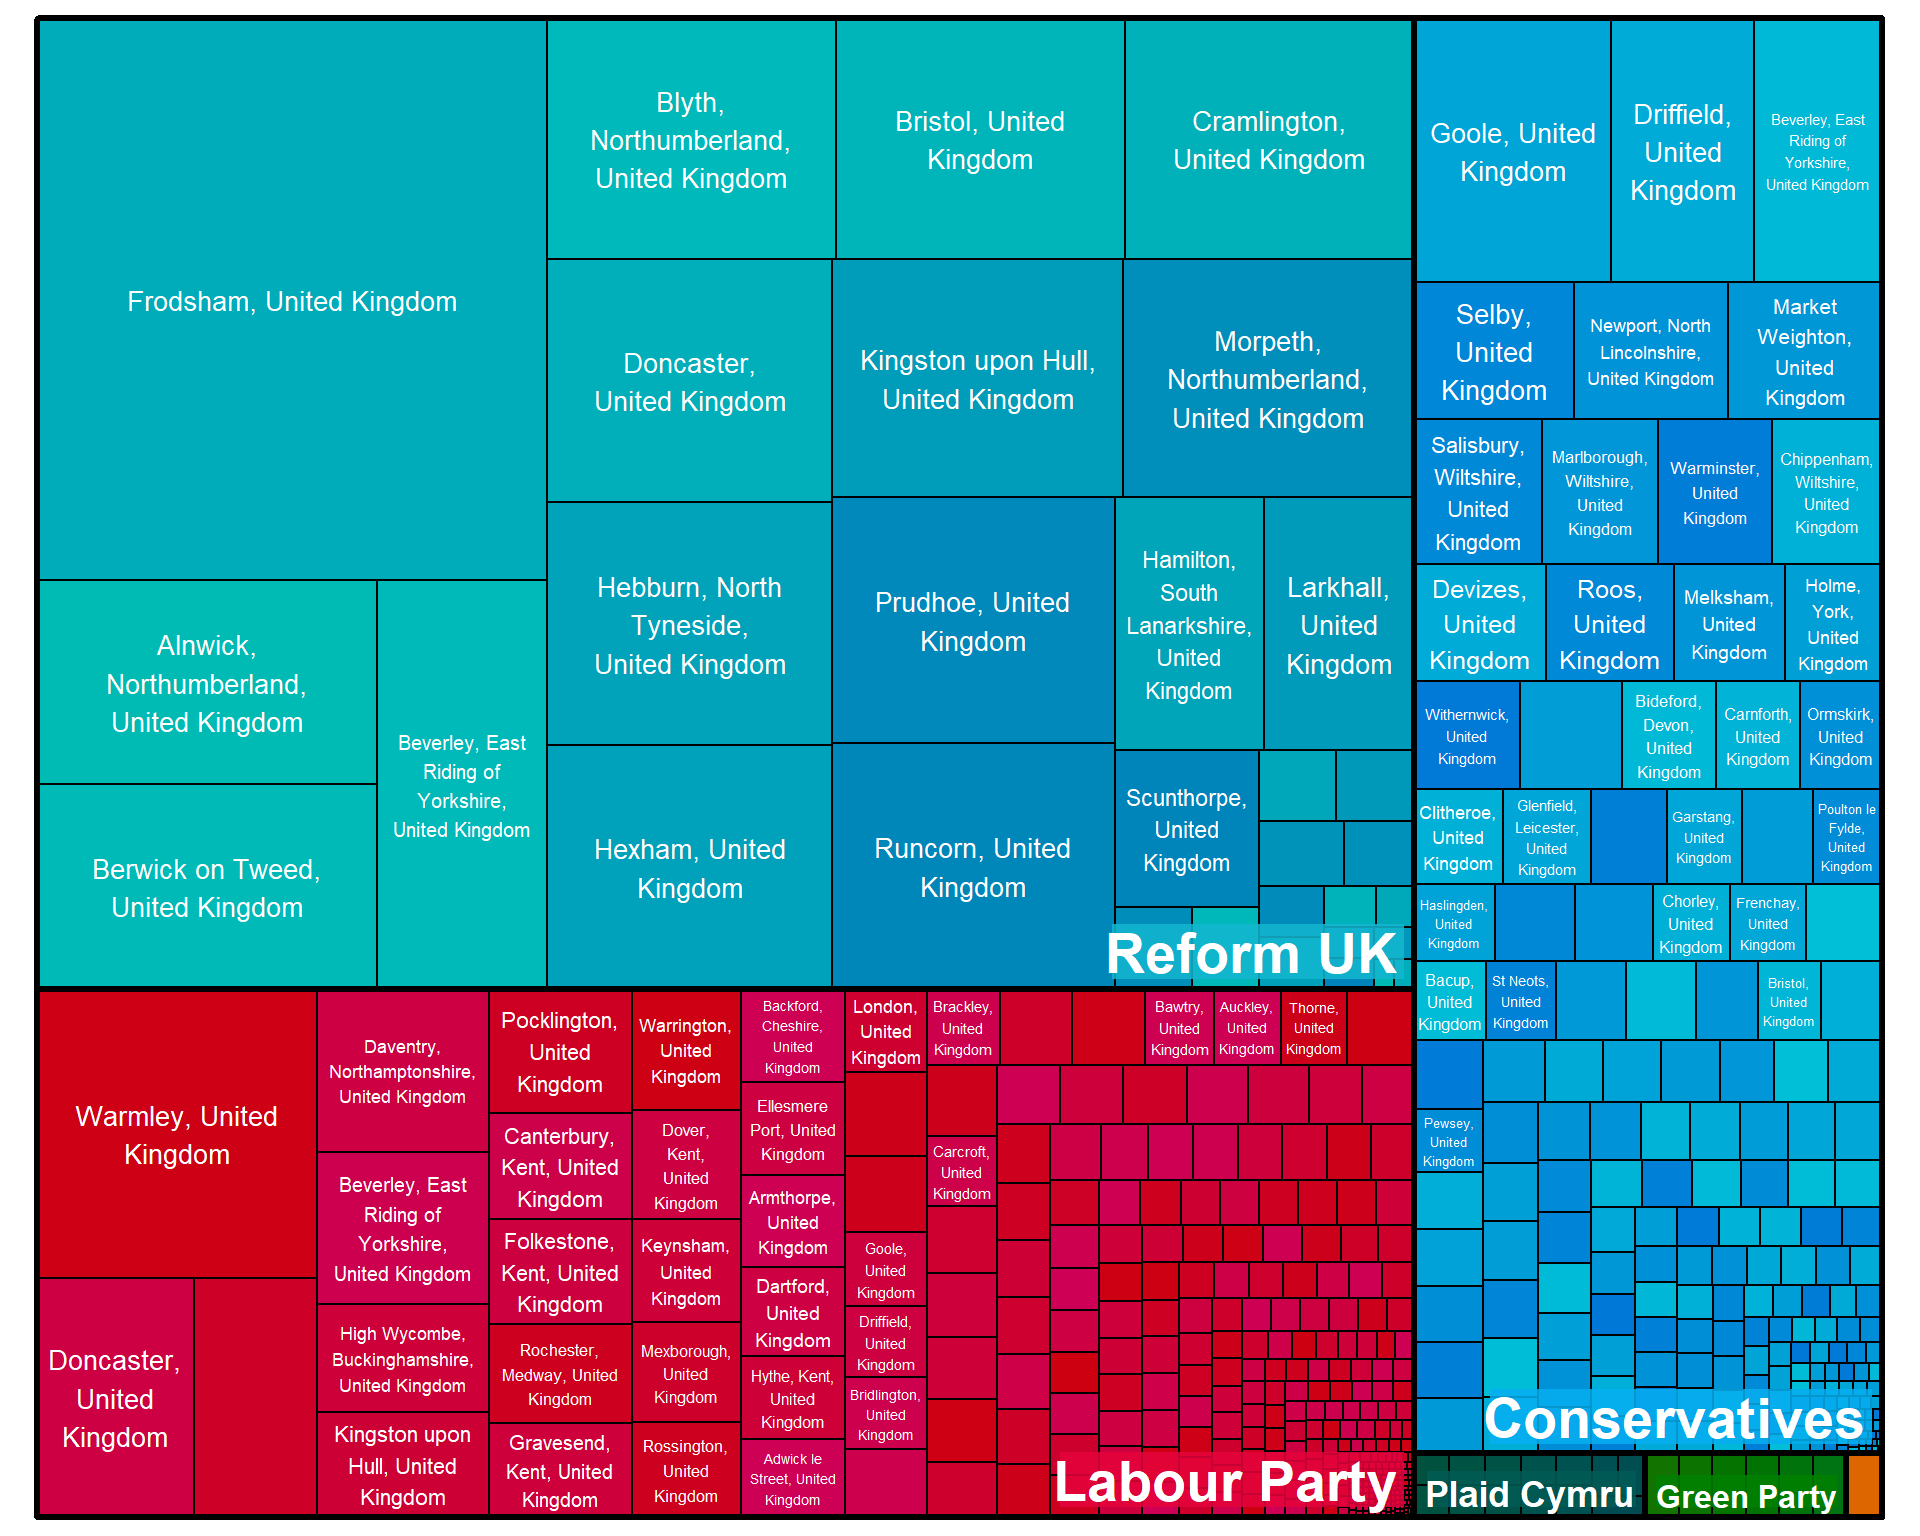 Frodsham, United Kingdom
Alnwick,
Northumberland,
United Kingdom
Berwick on Tweed,
United Kingdom
Beverley, East
Riding of
Yorkshire,
United Kingdom
Blyth,
Northumberland,
United Kingdom
Bristol, United
Kingdom
Cramlington,
United Kingdom
Doncaster,
United Kingdom
Kingston upon Hull,
United Kingdom
Morpeth,
Northumberland,
United Kingdom
Hebburn, North
Tyneside,
United Kingdom
Prudhoe, United
Kingdom
Hamilton,
South
Lanarkshire,
United
Kingdom
Larkhall,
United
Kingdom
Hexham, United
Kingdom
Runcorn, United
Kingdom
Scunthorpe,
United
Kingdom
Reform UK
Goole, United
Kingdom
Driffield,
United
Kingdom
Beverley, East
Riding of
Yorkshire,
United Kingdom
Selby,
United
Kingdom
Newport, North
Lincolnshire,
United Kingdom
Market
Weighton,
United
Kingdom
Salisbury,
Wiltshire,
United
Kingdom
Marlborough,
Wiltshire,
United
Kingdom
Warminster,
United
Kingdom
Chippenham,
Wiltshire,
United
Kingdom
Devizes,
United
Kingdom
Roos,
United
Kingdom
Melksham,
United
Kingdom
Holme,
York,
United
Kingdom
Withernwick,
United
Kingdom
Bideford,
Devon,
United
Kingdom
Carnforth,
United
Kingdom
Ormskirk,
United
Kingdom
Clitheroe,
United
Kingdom
Glenfield,
Leicester,
United
Kingdom
Garstang,
United
Kingdom
Poulton le
Fylde,
United
Kingdom
Haslingden,
United
Kingdom
Chorley,
United
Kingdom
Frenchay,
United
Kingdom
Bacup,
United
Kingdom
St Neots,
United
Kingdom
Bristol,
United
Kingdom
Pewsey,
United
Kingdom
Conservatives
Warmley, United
Kingdom
Doncaster,
United
Kingdom
Daventry,
Northamptonshire,
United Kingdom
Beverley, East
Riding of
Yorkshire,
United Kingdom
High Wycombe,
Buckinghamshire,
United Kingdom
Kingston upon
Hull, United
Kingdom
Pocklington,
United
Kingdom
Canterbury,
Kent, United
Kingdom
Folkestone,
Kent, United
Kingdom
Rochester,
Medway, United
Kingdom
Gravesend,
Kent, United
Kingdom
Warrington,
United
Kingdom
Dover,
Kent,
United
Kingdom
Keynsham,
United
Kingdom
Mexborough,
United
Kingdom
Rossington,
United
Kingdom
Backford,
Cheshire,
United
Kingdom
Ellesmere
Port, United
Kingdom
Armthorpe,
United
Kingdom
Dartford,
United
Kingdom
Hythe, Kent,
United
Kingdom
Adwick le
Street, United
Kingdom
London,
United
Kingdom
Goole,
United
Kingdom
Driffield,
United
Kingdom
Bridlington,
United
Kingdom
Brackley,
United
Kingdom
Bawtry,
United
Kingdom
Auckley,
United
Kingdom
Thorne,
United
Kingdom
Carcroft,
United
Kingdom
Labour Party
Plaid Cymru
Green Party